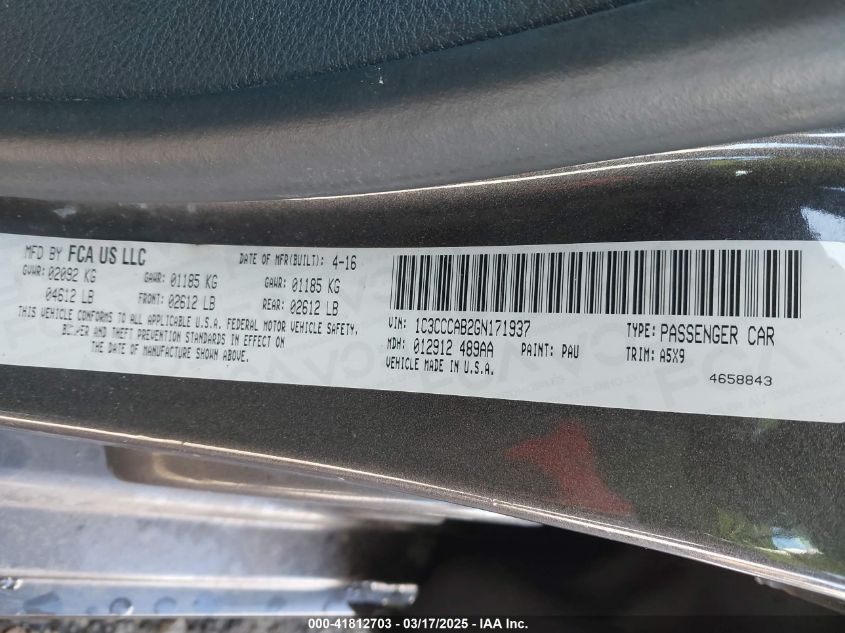 MFD BY FCA US LLC
DATE OF MFR(BUILT): 4-16
GVWR: 02092 KG GAWR: 01185 KG GAWR: 01185 KG
04612 LB FRONT: 02612 LB REAR: 02612 LB
THIS VEHICLE CONFORMS TO ALL APPLICABLE U.S.A. FEDERAL MOTOR VEHICLE SAFETY,
BUMPER AND THEFT PREVENTION STANDARDS IN EFFECT ON
THE DATE OF MANUFACTURE SHOWN ABOVE.
VIN: 1C3CCCAB2GN171937 TYPE: PASSENGER CAR
MDH: 012912 489AA PAINT: PAU TRIM: A5X9
VEHICLE MADE IN U.S.A.
4658843
000-41812703 — 03/17/2025 — IAA Inc.